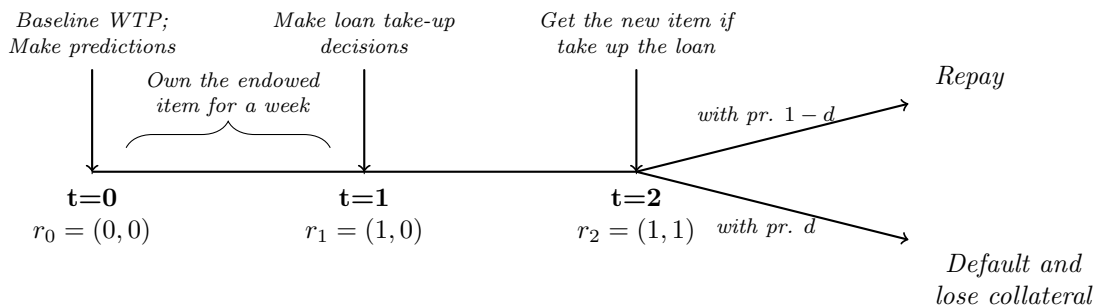 Baseline WTP;
Make predictions
Make loan take-up
decisions
Get the new item if
take up the loan
Own the endowed
item for a week
Repay
with pr. 1 − d
t=0
t=1
t=2
r₀ = (0, 0)
r₁ = (1, 0)
r₂ = (1, 1)
with pr. d
Default and
lose collateral